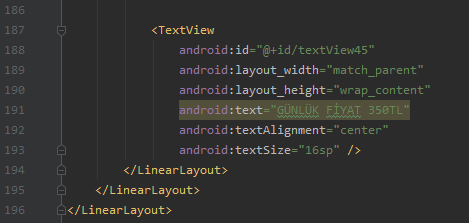 186
187 <TextView
188 android:id="@+id/textView45"
189 android:layout_width="match_parent"
190 android:layout_height="wrap_content"
191 android:text="GÜNLÜK FİYAT 350TL"
192 android:textAlignment="center"
193 android:textSize="16sp" />
194 </LinearLayout>
195 </LinearLayout>
196 </LinearLayout>